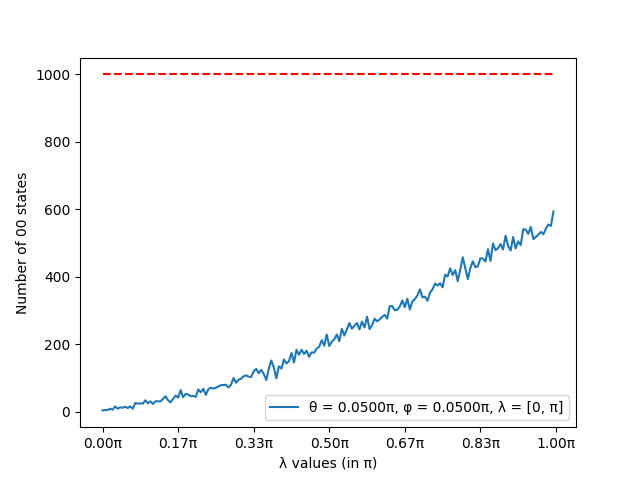 1000
800
600
400
200
0
Number of 00 states
θ = 0.0500π, φ = 0.0500π, λ = [0, π]
0.00π 0.17π 0.33π 0.50π 0.67π 0.83π 1.00π
λ values (in π)